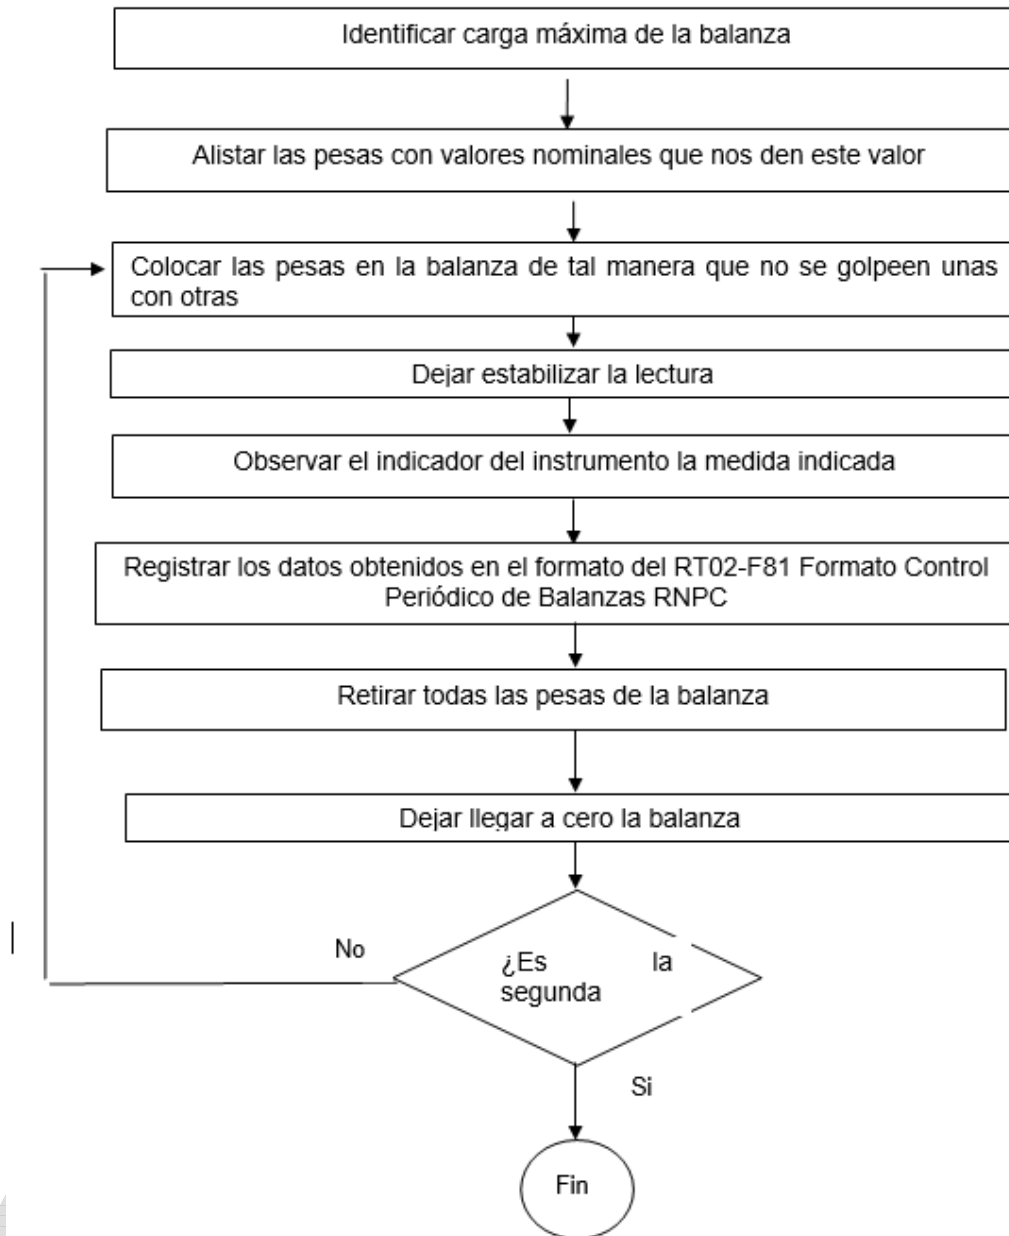 Identificar carga máxima de la balanza
Alistar las pesas con valores nominales que nos den este valor
Colocar las pesas en la balanza de tal manera que no se golpeen unas
con otras
Dejar estabilizar la lectura
Observar el indicador del instrumento la medida indicada
Registrar los datos obtenidos en el formato del RT02-F81 Formato Control
Periódico de Balanzas RNPC
Retirar todas las pesas de la balanza
Dejar llegar a cero la balanza
No
¿Es la
segunda
Si
Fin